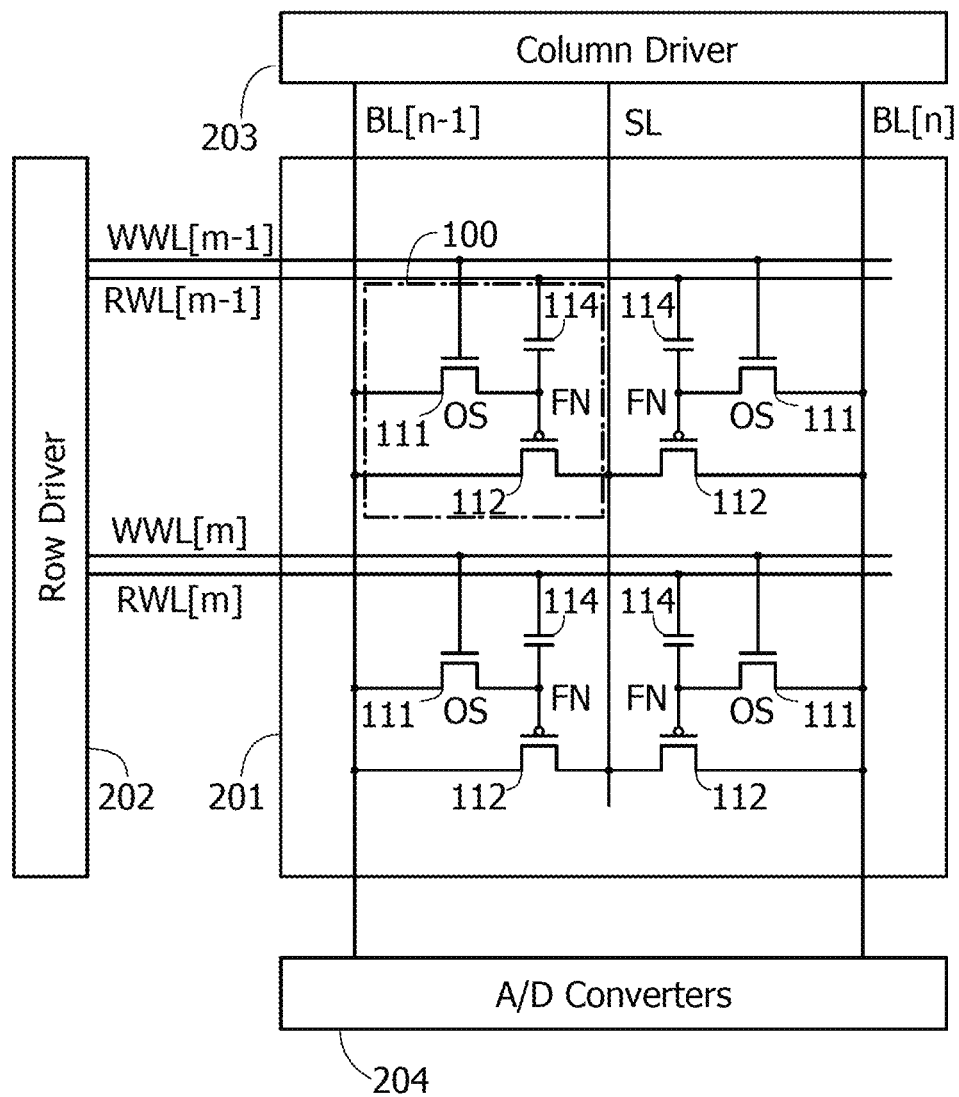 Column Driver
203
BL[n-1]
SL
BL[n]
WWL[m-1]
100
RWL[m-1]
114
114
FN
FN
111
OS
OS
111
112
112
Row Driver
WWL[m]
RWL[m]
114
114
FN
FN
111
OS
OS
111
202
201
112
112
A/D Converters
204